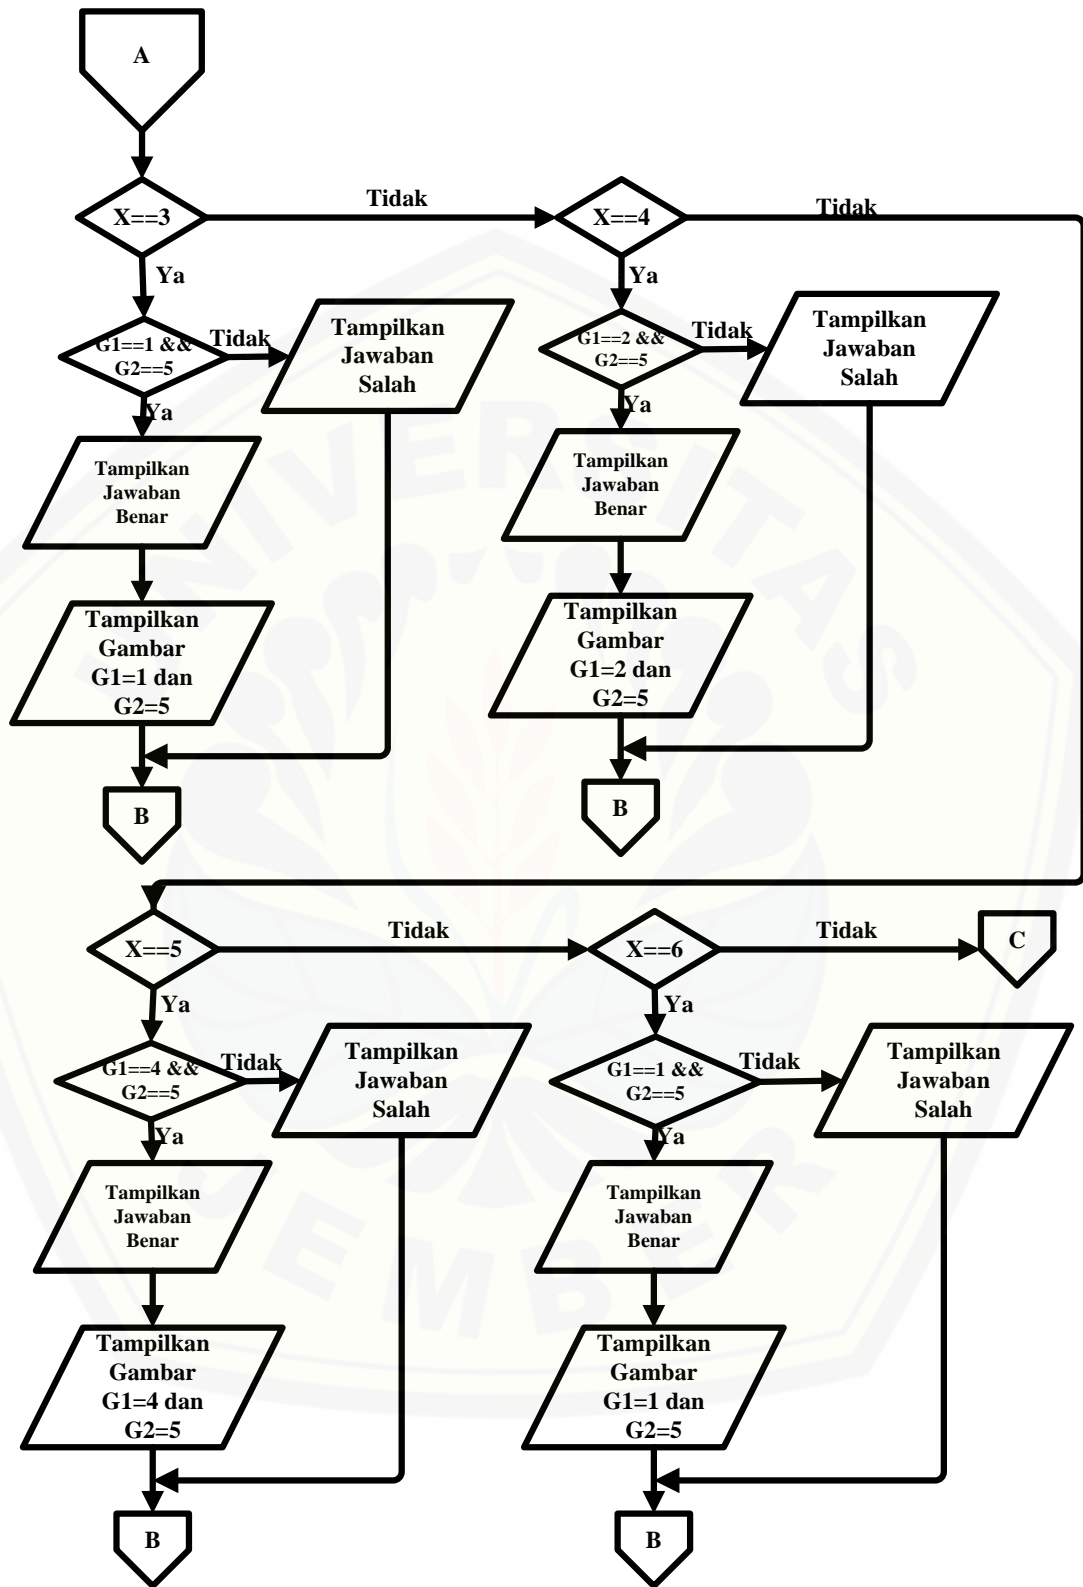 A
X==3
Tidak
X==4
Tidak
Ya
Ya
G1==1 &&
G2==5
Tidak
Tampilkan
Jawaban
Salah
G1==2 &&
G2==5
Tidak
Tampilkan
Jawaban
Salah
Ya
Ya
Tampilkan
Jawaban
Benar
Tampilkan
Jawaban
Benar
Tampilkan
Gambar
G1=1 dan
G2=5
Tampilkan
Gambar
G1=2 dan
G2=5
B
B
X==5
Tidak
X==6
Tidak
C
Ya
Ya
G1==4 &&
G2==5
Tidak
Tampilkan
Jawaban
Salah
G1==1 &&
G2==5
Tidak
Tampilkan
Jawaban
Salah
Ya
Ya
Tampilkan
Jawaban
Benar
Tampilkan
Jawaban
Benar
Tampilkan
Gambar
G1=4 dan
G2=5
Tampilkan
Gambar
G1=1 dan
G2=5
B
B
UNIVERSITAS
JEMBER